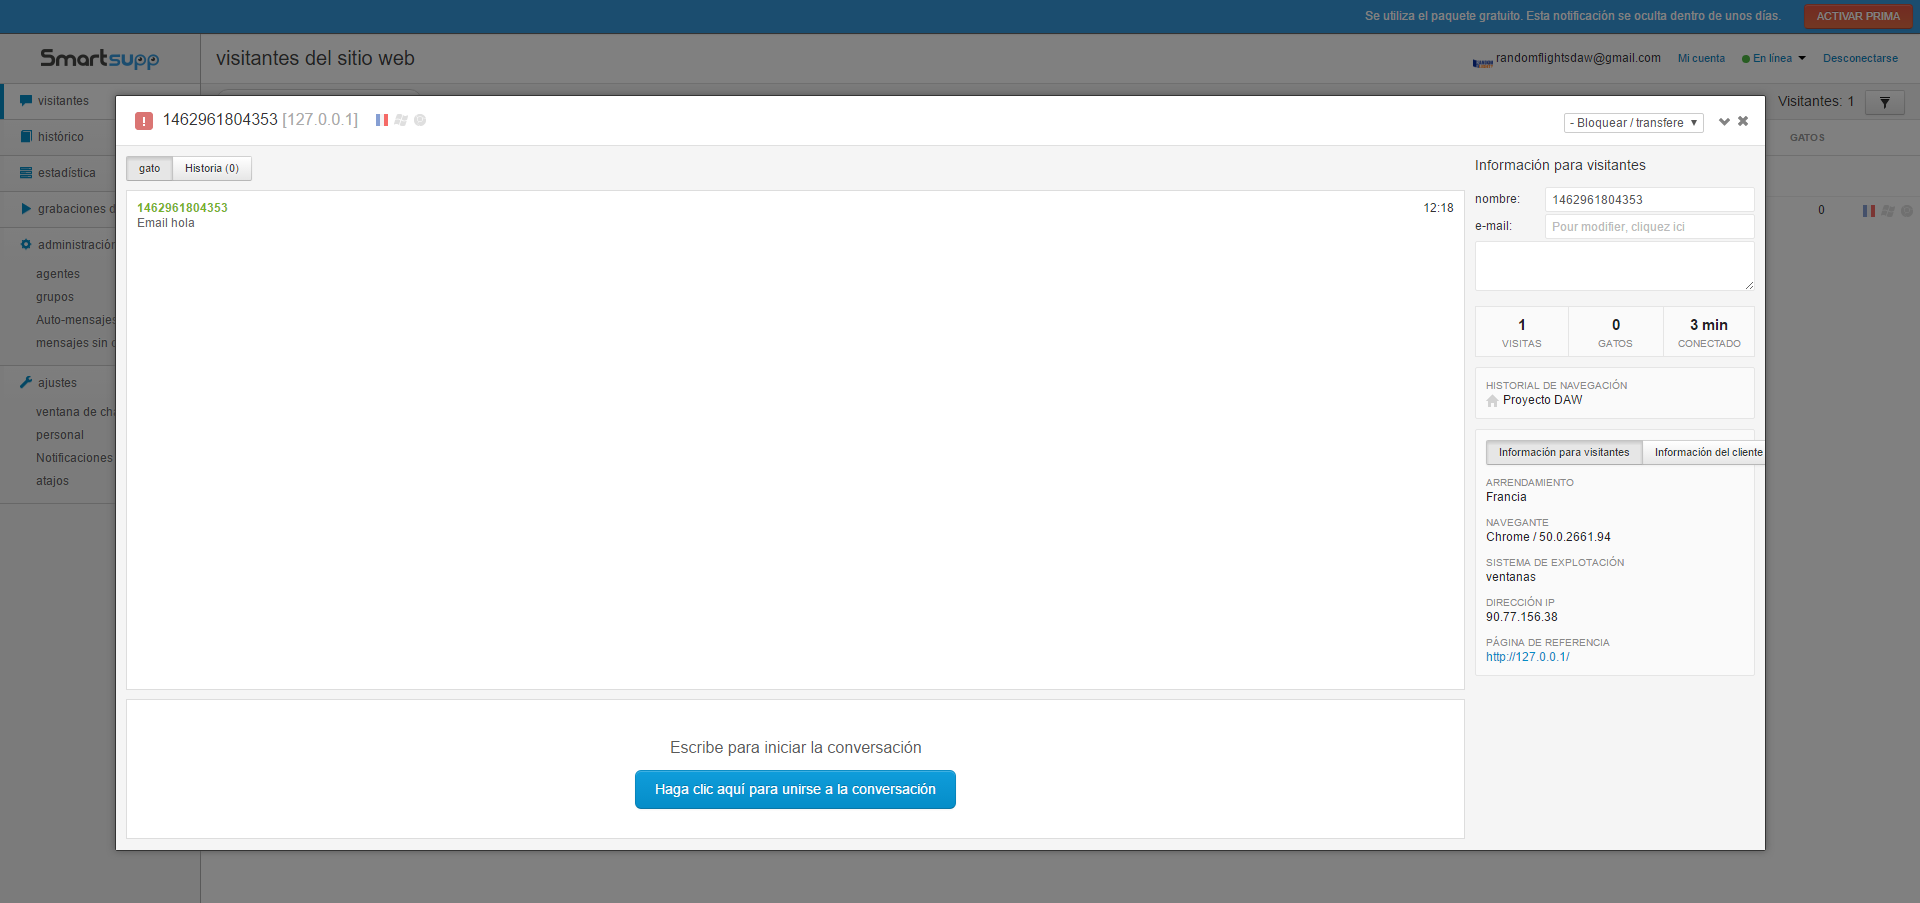 Se utiliza el paquete gratuito. Esta notificación se oculta dentro de unos días.
ACTIVAR PRIMA
Smartsupp
visitantes del sitio web
randomflightsdaw@gmail.com
Mi cuenta
En línea
Desconectarse
visitantes
histórico
estadística
grabaciones d
administración
agentes
grupos
Auto-mensajes
mensajes sin
ajustes
ventana de cha
personal
Notificaciones
atajos
Visitantes: 1
GATOS
0
1462961804353 [127.0.0.1]
- Bloquear / transfere
gato
Historia (0)
1462961804353
12:18
Email hola
Escribe para iniciar la conversación
Haga clic aquí para unirse a la conversación
Información para visitantes
nombre:
1462961804353
e-mail:
Pour modifier, cliquez ici
1
VISITAS
0
GATOS
3 min
CONECTADO
HISTORIAL DE NAVEGACIÓN
Proyecto DAW
Información para visitantes
Información del cliente
ARRENDAMIENTO
Francia
NAVEGANTE
Chrome / 50.0.2661.94
SISTEMA DE EXPLOTACIÓN
ventanas
DIRECCIÓN IP
90.77.156.38
PÁGINA DE REFERENCIA
http://127.0.0.1/